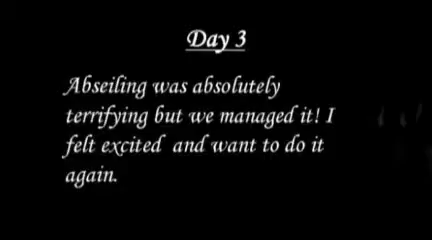 Day 3
Abseiling was absolutely
terrifying but we managed it! I
felt excited  and want to do it
again.